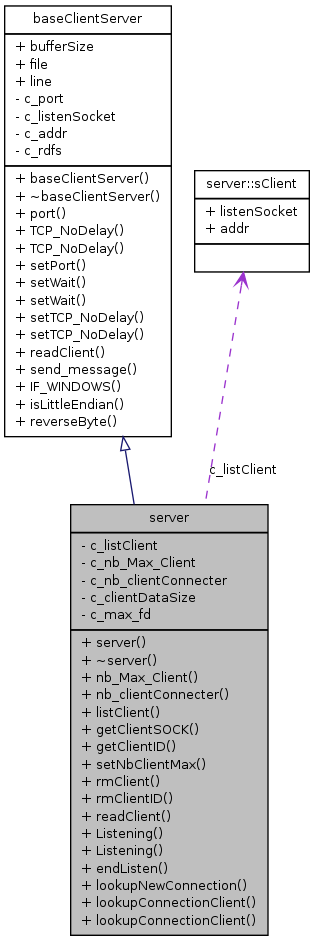 baseClientServer
+ bufferSize
+ file
+ line
- c_port
- c_listenSocket
- c_addr
- c_rdfs
+ baseClientServer()
+ ~baseClientServer()
+ port()
+ TCP_NoDelay()
+ TCP_NoDelay()
+ setPort()
+ setWait()
+ setWait()
+ setTCP_NoDelay()
+ setTCP_NoDelay()
+ readClient()
+ send_message()
+ IF_WINDOWS()
+ isLittleEndian()
+ reverseByte()
server::sClient
+ listenSocket
+ addr
c_listClient
server
- c_listClient
- c_nb_Max_Client
- c_nb_clientConnecter
- c_clientDataSize
- c_max_fd
+ server()
+ ~server()
+ nb_Max_Client()
+ nb_clientConnecter()
+ listClient()
+ getClientSOCK()
+ getClientID()
+ setNbClientMax()
+ rmClient()
+ rmClientID()
+ readClient()
+ Listening()
+ Listening()
+ endListen()
+ lookupNewConnection()
+ lookupConnectionClient()
+ lookupConnectionClient()